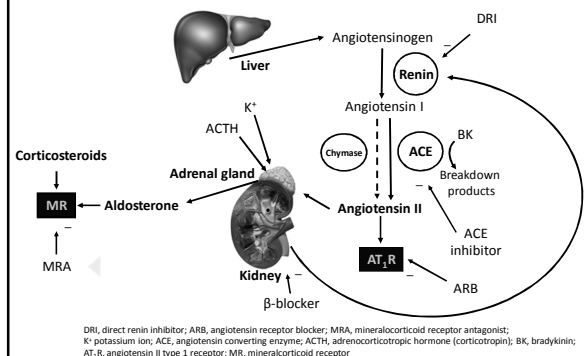 Angiotensinogen
DRI
–
Liver
Renin
Angiotensin I
K⁺
ACTH
Chymase
ACE
BK
Breakdown
products
Corticosteroids
Adrenal gland
–
MR
Aldosterone
Angiotensin II
ACE
inhibitor
–
MRA
AT₁R
–
Kidney
–
ARB
β-blocker
DRI, direct renin inhibitor; ARB, angiotensin receptor blocker; MRA, mineralocorticoid receptor antagonist;
K⁺ potassium ion; ACE, angiotensin converting enzyme; ACTH, adrenocorticotropic hormone (corticotropin); BK, bradykinin;
AT₁R, angiotensin II type 1 receptor; MR, mineralocorticoid receptor